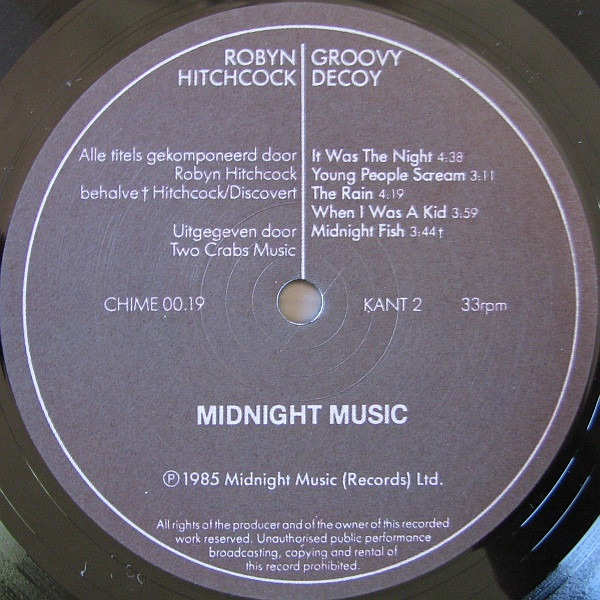 ROBYN HITCHCOCK
GROOVY DECOY
Alle titels gekomponeerd door
Robyn Hitchcock
behalve † Hitchcock/Discovert
Uitgegeven door
Two Crabs Music
It Was The Night 4:38
Young People Scream 3:11
The Rain 4:19
When I Was A Kid 3:59
Midnight Fish 3:44†
CHIME 00.19
KANT 2
33rpm
MIDNIGHT MUSIC
℗ 1985 Midnight Music (Records) Ltd.
All rights of the producer and of the owner of this recorded
work reserved. Unauthorised public performance
broadcasting, copying and rental of
this record prohibited.